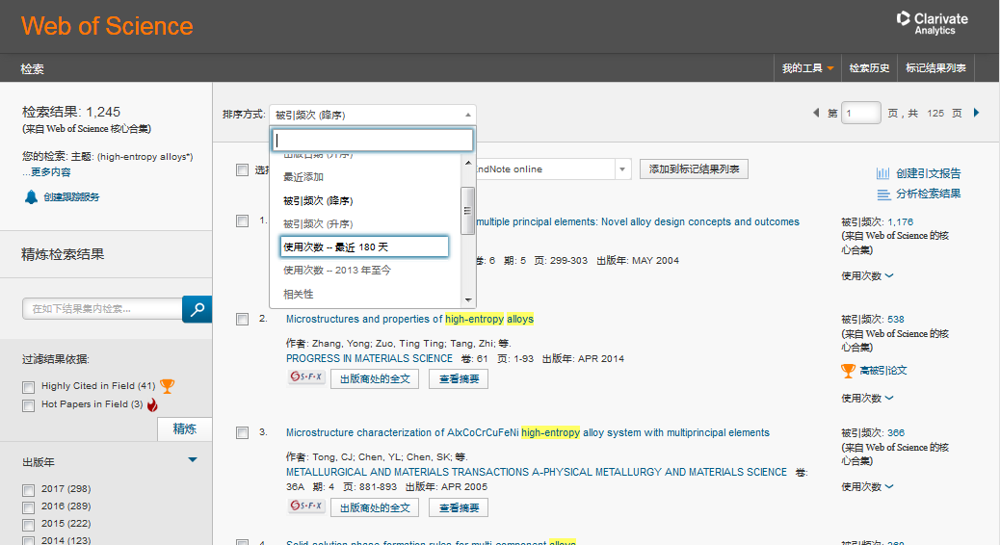 Web of Science
Clarivate
Analytics
检索
我的工具
检索历史
标记结果列表
检索结果: 1,245
(来自 Web of Science 核心合集)
您的检索: 主题: (high-entropy alloys*)
...更多内容
创建跟踪服务
精炼检索结果
在如下结果集内检索...
过滤结果依据:
Highly Cited in Field (41)
Hot Papers in Field (3)
精炼
出版年
2017 (298)
2016 (289)
2015 (222)
2014 (123)
排序方式: 被引频次 (降序)
出版日期 (升序)
最近添加
被引频次 (降序)
被引频次 (升序)
使用次数 -- 最近 180 天
使用次数 -- 2013 年至今
相关性
第 1 页, 共 125 页
EndNote online
添加到标记结果列表
创建引文报告
分析检索结果
1.
multiple principal elements: Novel alloy design concepts and outcomes
卷: 6 期: 5 页: 299-303 出版年: MAY 2004
被引频次: 1,176
(来自 Web of Science 的核
心合集)
使用次数
2. Microstructures and properties of high-entropy alloys
作者: Zhang, Yong; Zuo, Ting Ting; Tang, Zhi; 等.
PROGRESS IN MATERIALS SCIENCE 卷: 61 页: 1-93 出版年: APR 2014
S·F·X 出版商处的全文 查看摘要
被引频次: 538
(来自 Web of Science 的核
心合集)
高被引论文
使用次数
3. Microstructure characterization of AlxCoCrCuFeNi high-entropy alloy system with multiprincipal elements
作者: Tong, CJ; Chen, YL; Chen, SK; 等.
METALLURGICAL AND MATERIALS TRANSACTIONS A-PHYSICAL METALLURGY AND MATERIALS SCIENCE 卷:
36A 期: 4 页: 881-893 出版年: APR 2005
S·F·X 出版商处的全文 查看摘要
被引频次: 366
(来自 Web of Science 的核
心合集)
使用次数
4. Solid-solution phase formation rules for multi-component alloys